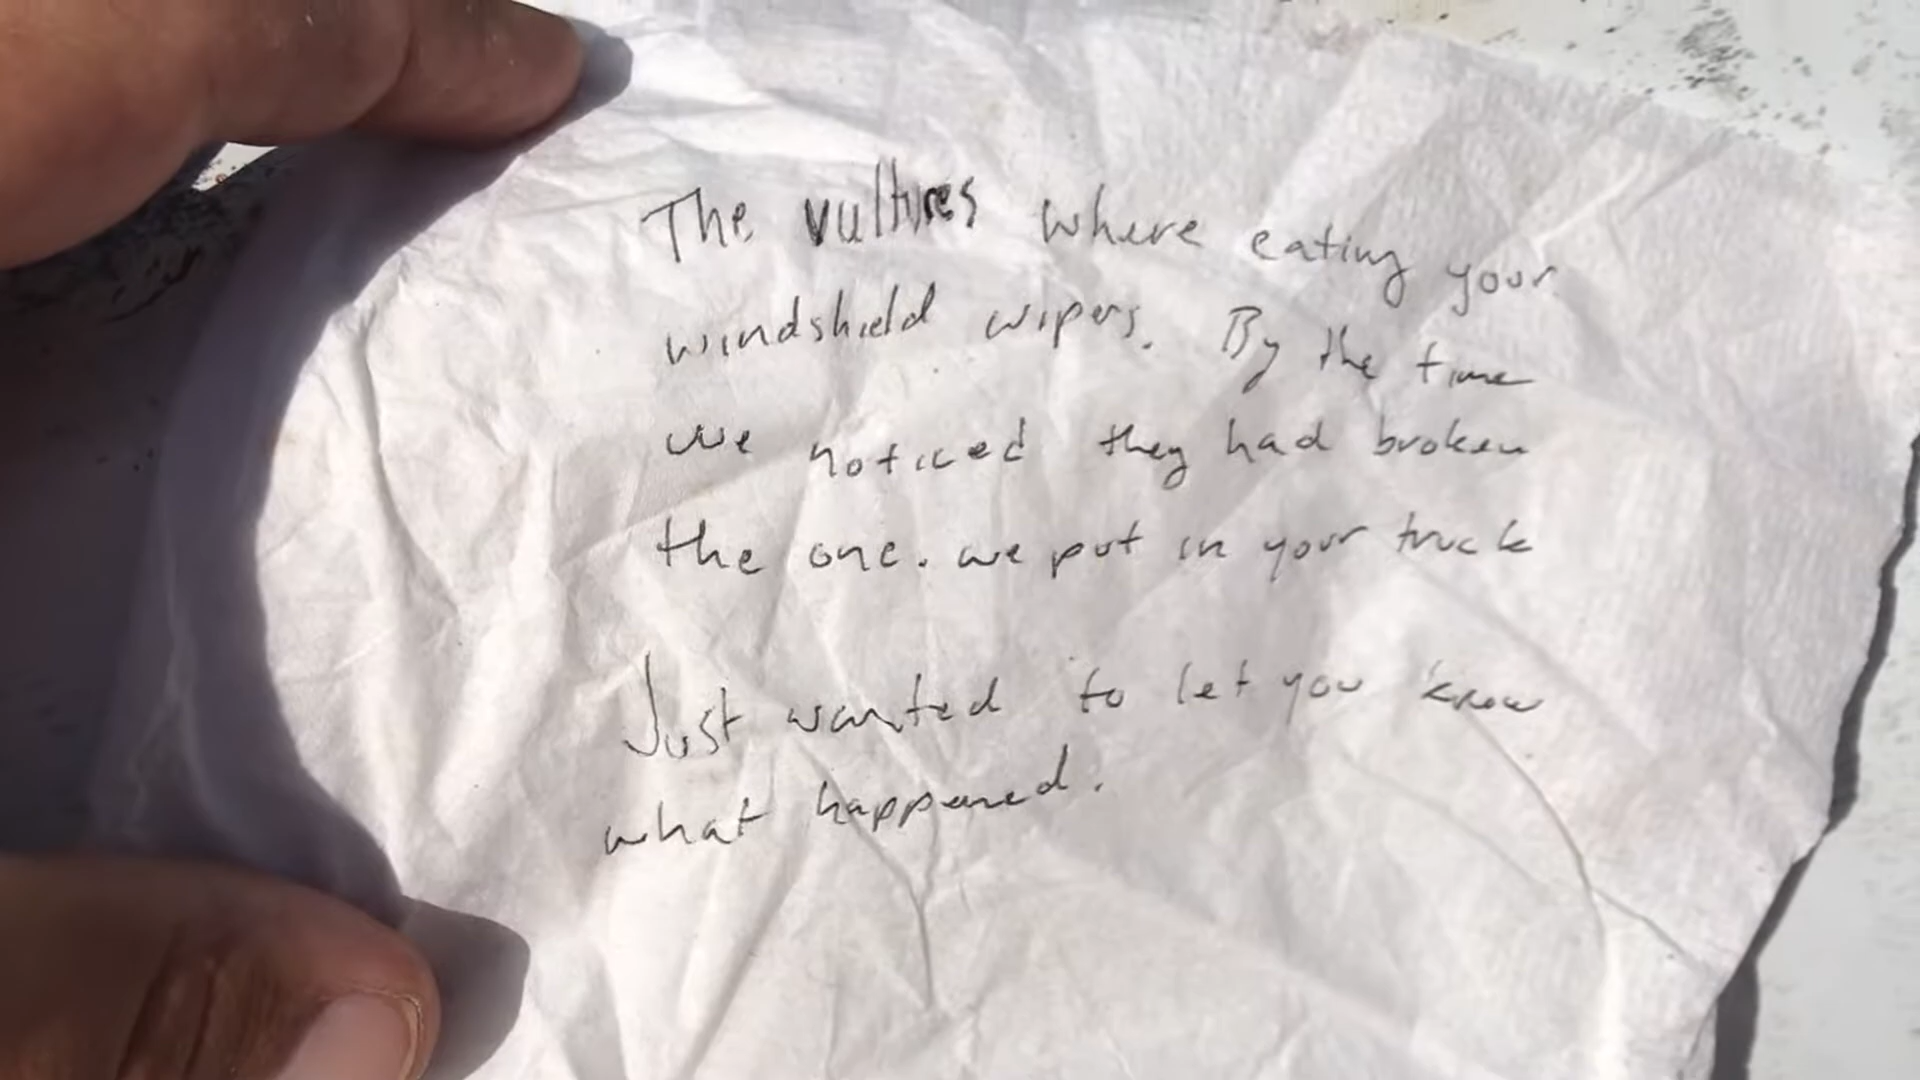 The vultures where eating your
windshield wipers. By the time
we noticed they had broken
the one. we put in your truck
Just wanted to let you know
what happened.